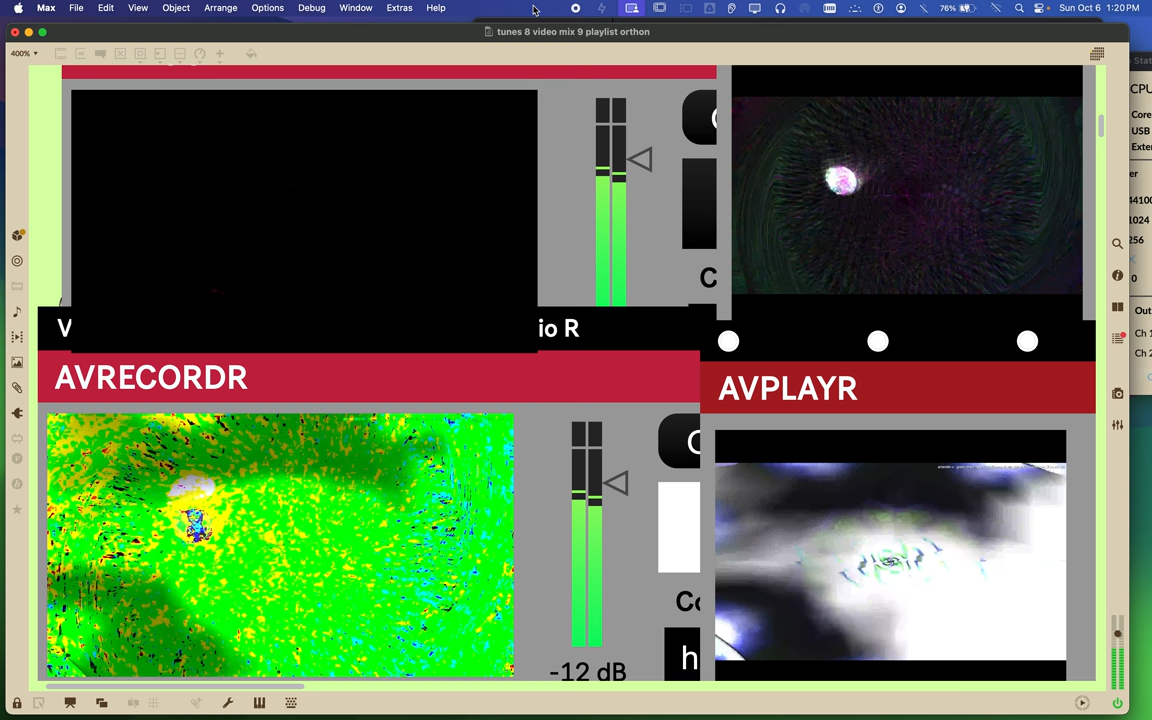 Max File Edit View Object Arrange Options Debug Window Extras Help 76% Sun Oct 6 1:20 PM
tunes 8 video mix 9 playlist orthon
400%
Stat
CPU
Core
USB
Exter
er
44100
1024
256
0
Out
Ch 1
Ch 2
C
V
io R
AVRECORDR
AVPLAYR
C
Co
h
-12 dB